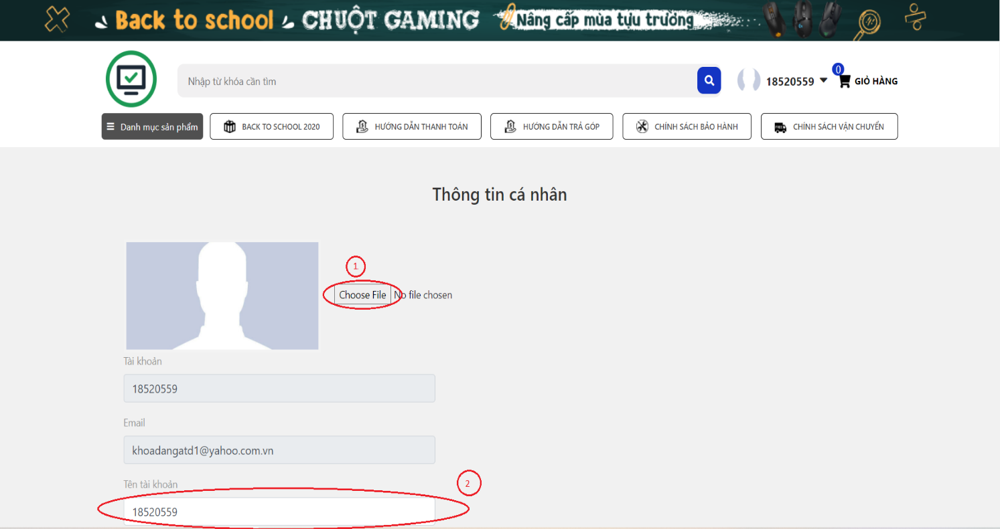 Back to school CHUỘT GAMING Nâng cấp mùa tựu trường
Nhập từ khóa cần tìm
18520559
0
GIỎ HÀNG
Danh mục sản phẩm
BACK TO SCHOOL 2020
HƯỚNG DẪN THANH TOÁN
HƯỚNG DẪN TRẢ GÓP
CHÍNH SÁCH BẢO HÀNH
CHÍNH SÁCH VẬN CHUYỂN
Thông tin cá nhân
1.
Choose File No file chosen
Tài khoản
18520559
Email
khoadangatd1@yahoo.com.vn
Tên tài khoản
2
18520559